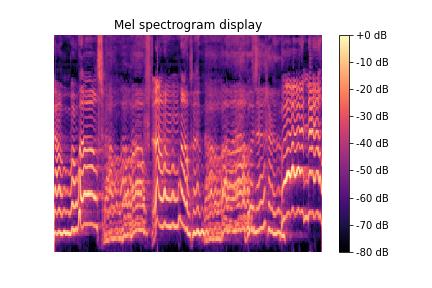 Mel spectrogram display
+0 dB
-10 dB
-20 dB
-30 dB
-40 dB
-50 dB
-60 dB
-70 dB
-80 dB